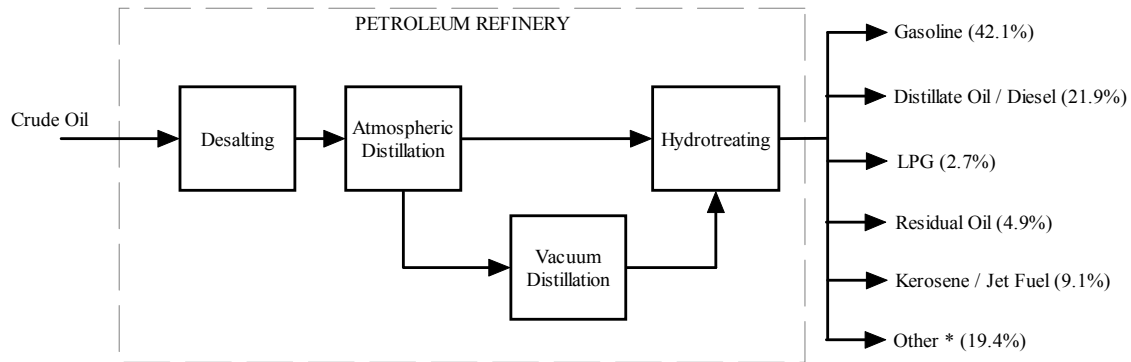 PETROLEUM REFINERY
Crude Oil
Desalting
Atmospheric
Distillation
Hydrotreating
Vacuum
Distillation
Gasoline (42.1%)
Distillate Oil / Diesel (21.9%)
LPG (2.7%)
Residual Oil (4.9%)
Kerosene / Jet Fuel (9.1%)
Other * (19.4%)